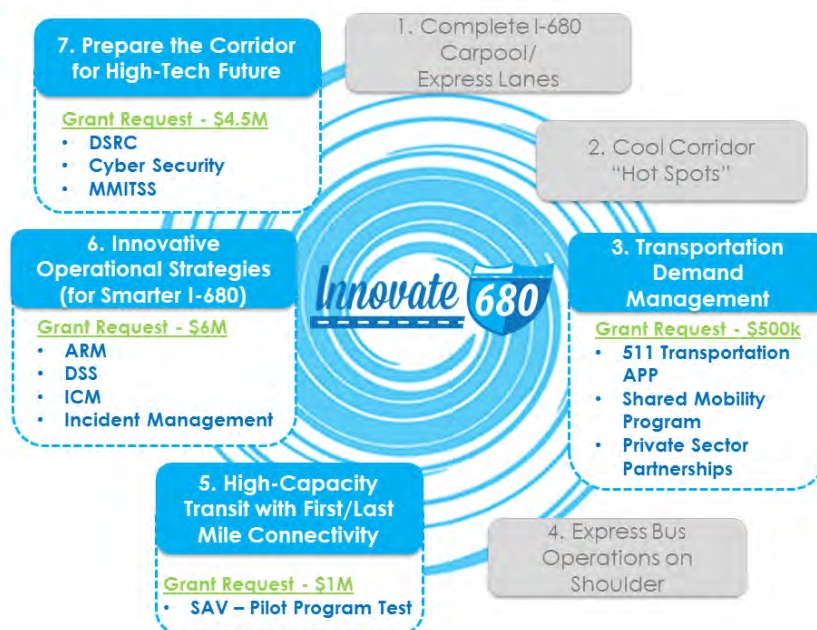 7. Prepare the Corridor
for High-Tech Future
Grant Request - $4.5M
• DSRC
• Cyber Security
• MMITSS
1. Complete I-680
Carpool/
Express Lanes
2. Cool Corridor
“Hot Spots”
6. Innovative
Operational Strategies
(for Smarter I-680)
Grant Request - $6M
• ARM
• DSS
• ICM
• Incident Management
Innovate 680
3. Transportation
Demand
Management
Grant Request - $500k
• 511 Transportation
APP
• Shared Mobility
Program
• Private Sector
Partnerships
5. High-Capacity
Transit with First/Last
Mile Connectivity
Grant Request - $1M
• SAV – Pilot Program Test
4. Express Bus
Operations on
Shoulder